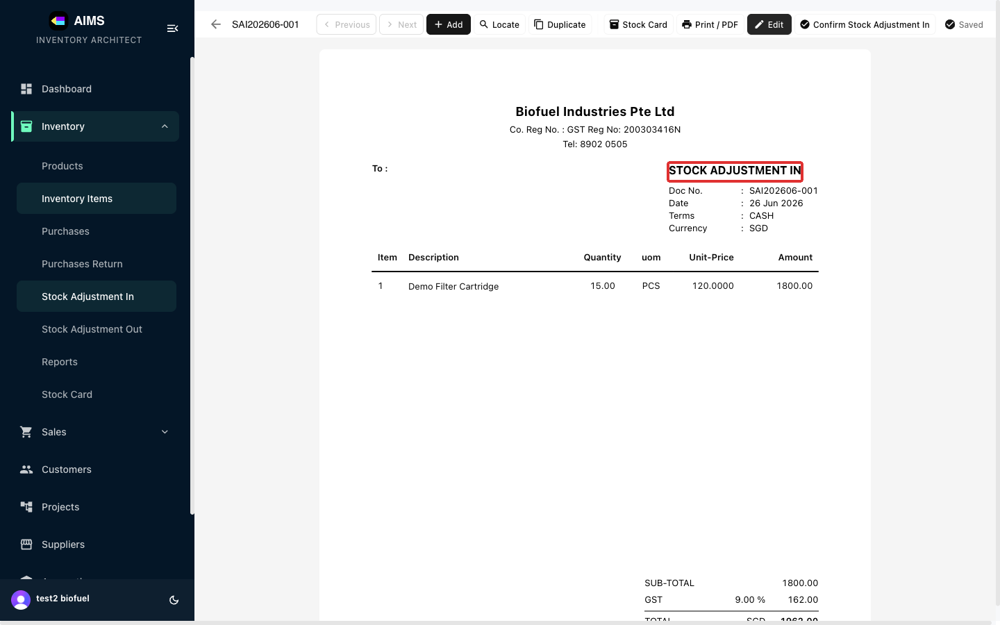 AIMS
INVENTORY ARCHITECT
Dashboard
Inventory
Products
Inventory Items
Purchases
Purchases Return
Stock Adjustment In
Stock Adjustment Out
Reports
Stock Card
Sales
Customers
Projects
Suppliers
test2 biofuel
SAI202606-001 Previous Next Add Locate Duplicate Stock Card Print / PDF Edit Confirm Stock Adjustment In Saved
Biofuel Industries Pte Ltd
Co. Reg No. : GST Reg No: 200303416N
Tel: 8902 0505
To :
STOCK ADJUSTMENT IN
Doc No. : SAI202606-001
Date : 26 Jun 2026
Terms : CASH
Currency : SGD
Item Description Quantity uom Unit-Price Amount
1 Demo Filter Cartridge 15.00 PCS 120.0000 1800.00
SUB-TOTAL 1800.00
GST 9.00 % 162.00
TOTAL SGD 1962.00